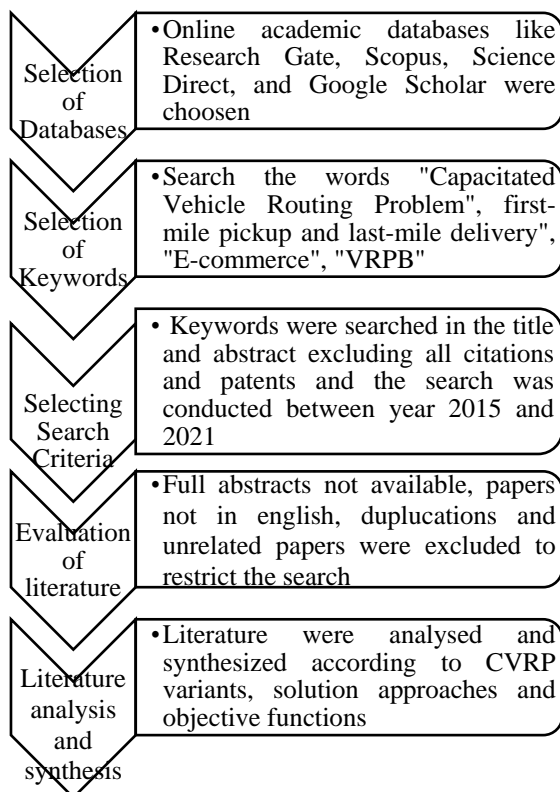 Selection
of
Databases
•Online academic databases like
Research Gate, Scopus, Science
Direct, and Google Scholar were
choosen
Selection
of
Keywords
•Search the words "Capacitated
Vehicle Routing Problem", first-
mile pickup and last-mile delivery",
"E-commerce", "VRPB"
Selecting
Search
Criteria
• Keywords were searched in the title
and abstract excluding all citations
and patents and the search was
conducted between year 2015 and
2021
Evaluation
of
literature
•Full abstracts not available, papers
not in english, duplucations and
unrelated papers were excluded to
restrict the search
Literature
analysis
and
synthesis
•Literature were analysed and
synthesized according to CVRP
variants, solution approaches and
objective functions